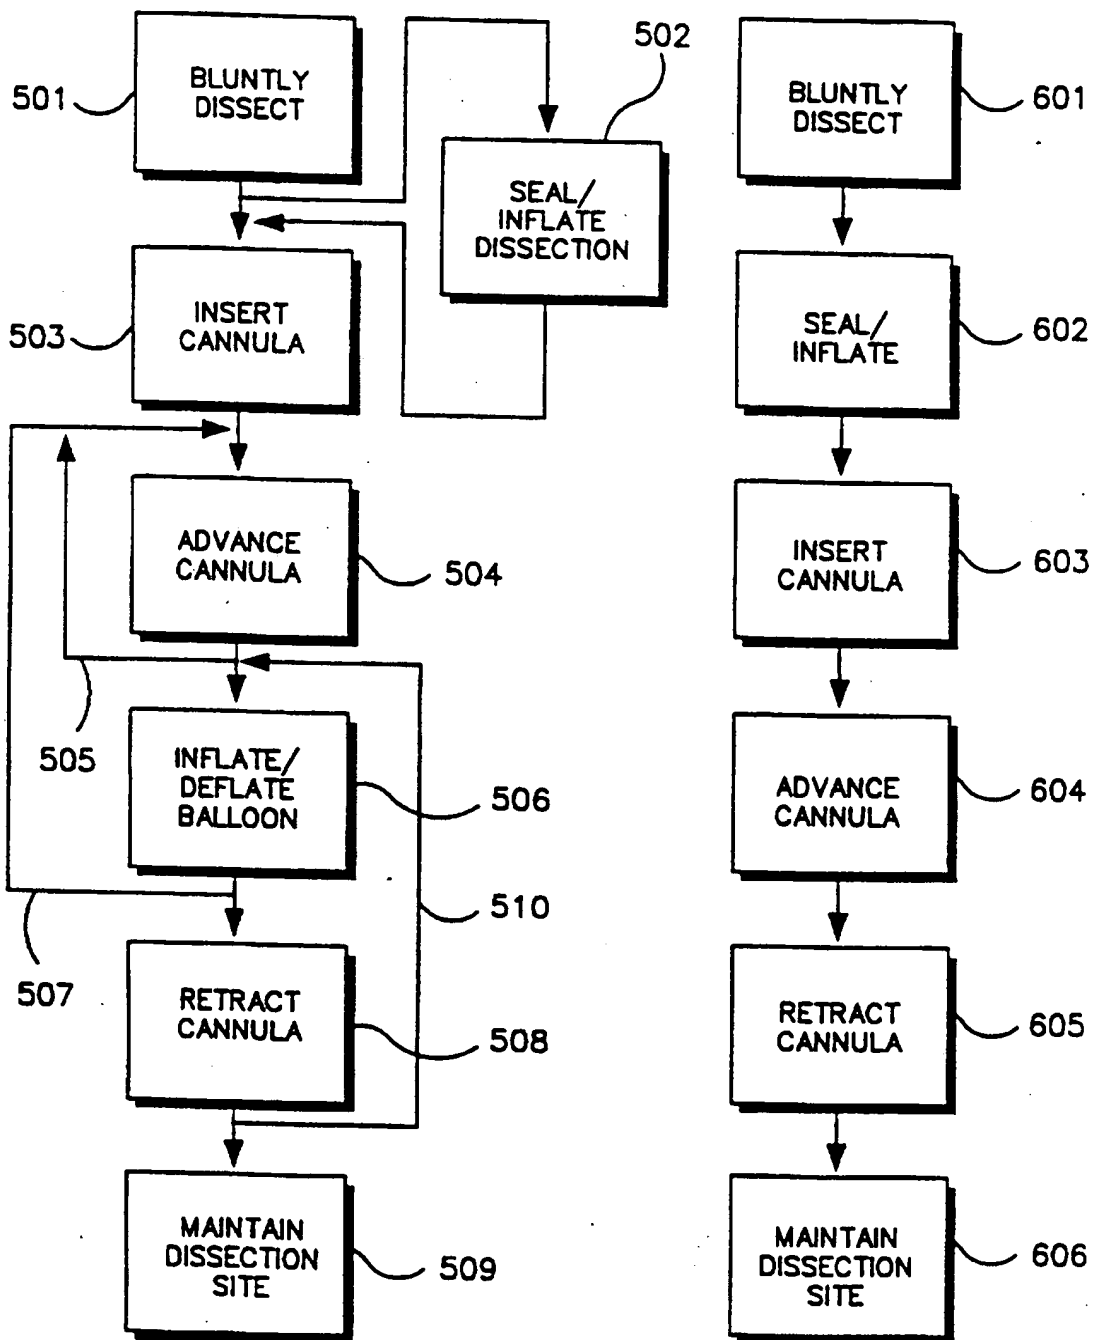 501
BLUNTLY
DISSECT
502
SEAL/
INFLATE
DISSECTION
503
INSERT
CANNULA
ADVANCE
CANNULA
504
505
INFLATE/
DEFLATE
BALLOON
506
507
510
RETRACT
CANNULA
508
MAINTAIN
DISSECTION
SITE
509
BLUNTLY
DISSECT
601
SEAL/
INFLATE
602
INSERT
CANNULA
603
ADVANCE
CANNULA
604
RETRACT
CANNULA
605
MAINTAIN
DISSECTION
SITE
606